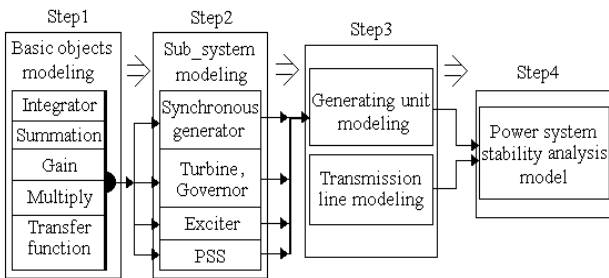 Step1
Basic objects
modeling
Integrator
Summation
Gain
Multiply
Transfer
function
Step2
Sub_system
modeling
Synchronous
generator
Turbine,
Governor
Exciter
PSS
Step3
Generating unit
modeling
Transmission
line modeling
Step4
Power system
stability analysis
model